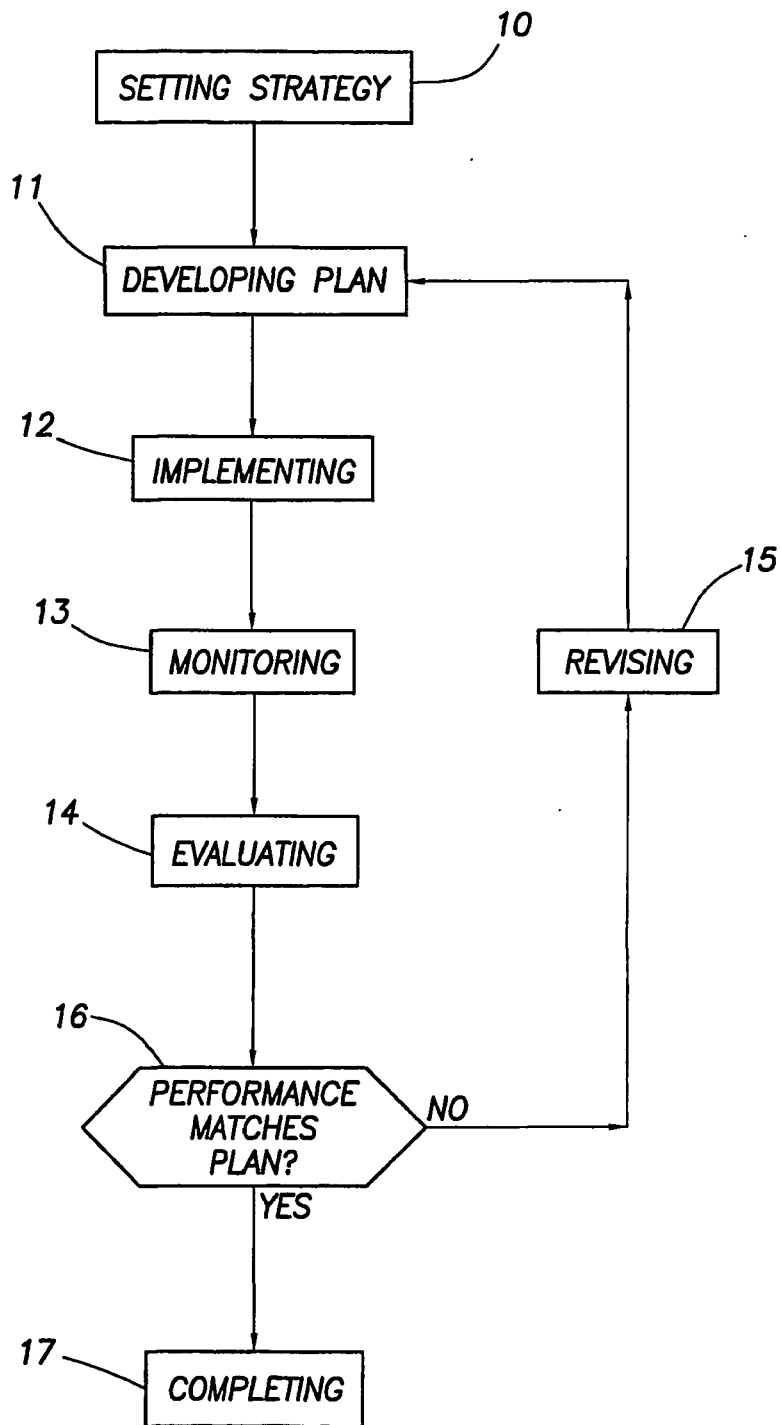 10
SETTING STRATEGY
11
DEVELOPING PLAN
12
IMPLEMENTING
13
MONITORING
15
REVISING
14
EVALUATING
16
PERFORMANCE
MATCHES
PLAN?
NO
YES
17
COMPLETING